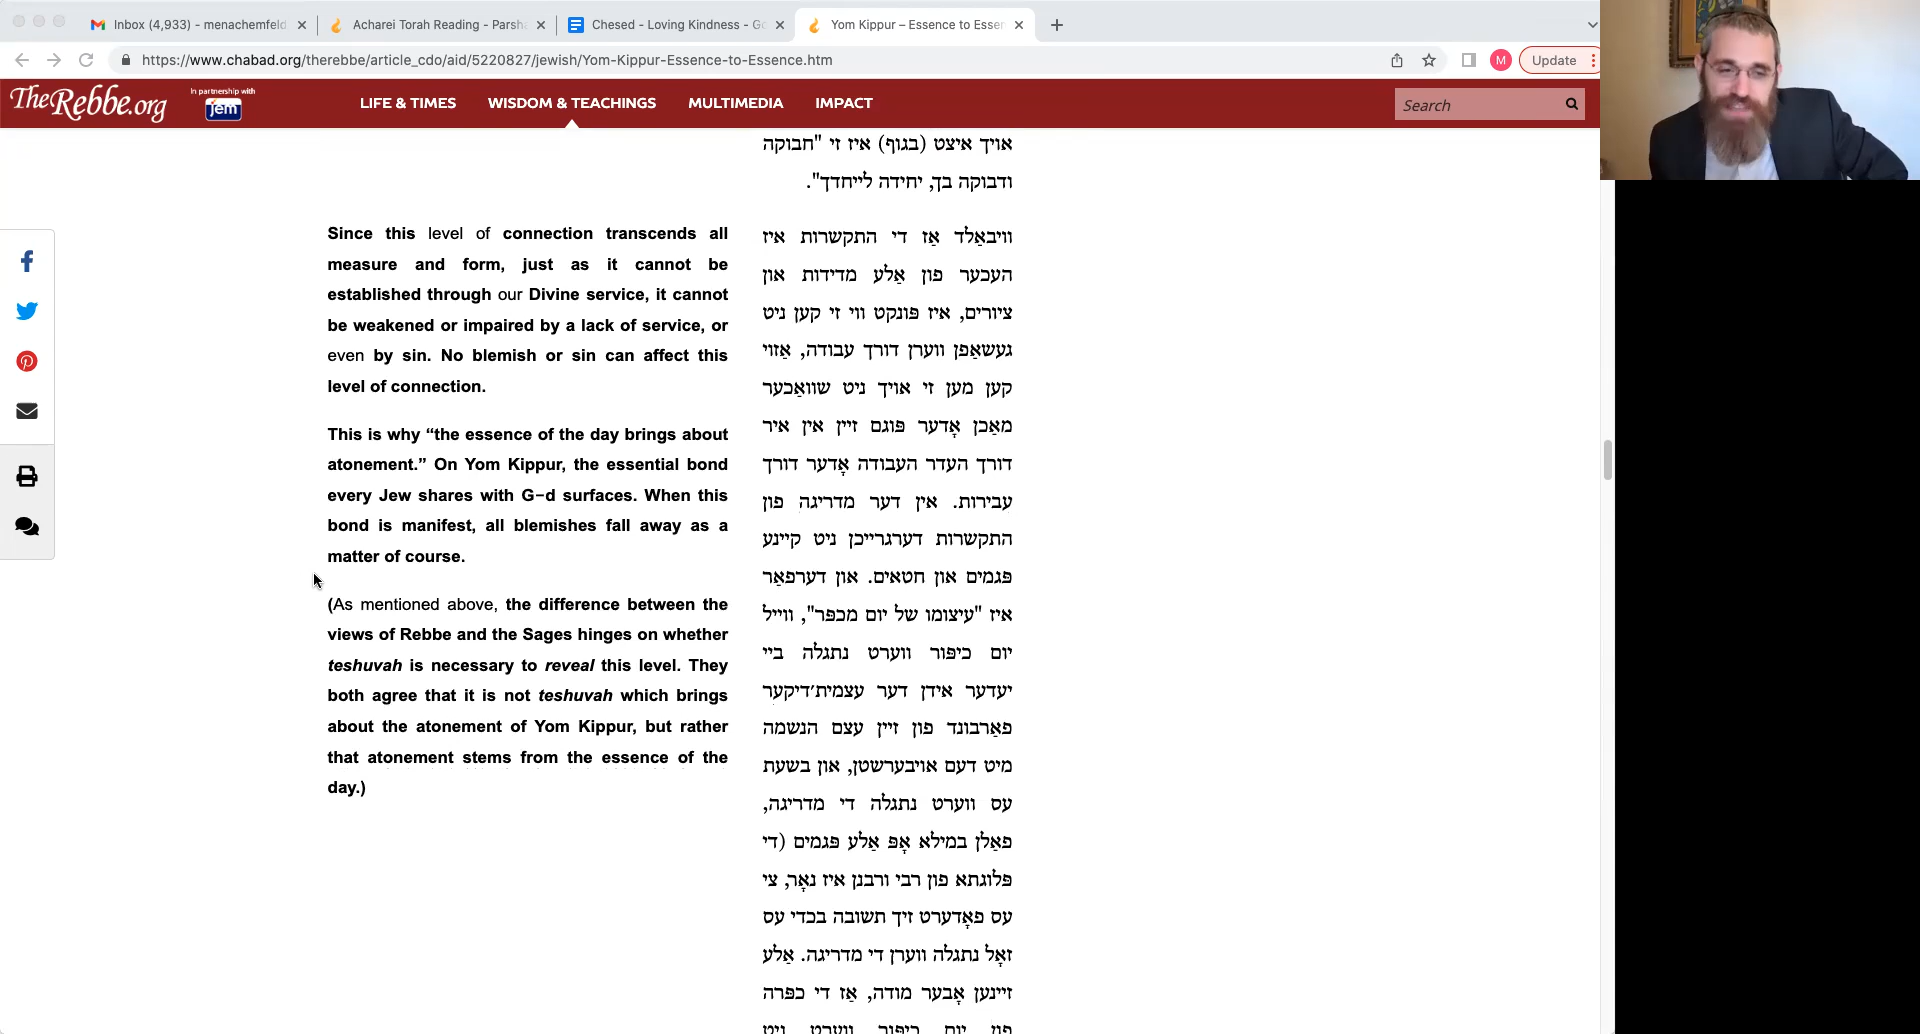 Inbox (4,933) - menachemfeld
Acharei Torah Reading - Parsha
Chesed - Loving Kindness - Go
Yom Kippur – Essence to Essen
https://www.chabad.org/therebbe/article_cdo/aid/5220827/jewish/Yom-Kippur-Essence-to-Essence.htm
M
Update
TheRebbe.org
In partnership with
jem
LIFE & TIMES
WISDOM & TEACHINGS
MULTIMEDIA
IMPACT
Search
Since this level of connection transcends all
measure and form, just as it cannot be
established through our Divine service, it cannot
be weakened or impaired by a lack of service, or
even by sin. No blemish or sin can affect this
level of connection.
This is why “the essence of the day brings about
atonement.” On Yom Kippur, the essential bond
every Jew shares with G–d surfaces. When this
bond is manifest, all blemishes fall away as a
matter of course.
(As mentioned above, the difference between the
views of Rebbe and the Sages hinges on whether
teshuvah is necessary to reveal this level. They
both agree that it is not teshuvah which brings
about the atonement of Yom Kippur, but rather
that atonement stems from the essence of the
day.)
אויך איצט (בגוף) איז זי "חבוקה
ודבוקה בך, יחידה לייחדך".
וויבאַלד אַז די התקשרות איז
העכער פון אַלע מדידות און
ציורים, איז פּונקט ווי זי קען ניט
געשאַפן ווערן דורך עבודה, אַזוי
קען מען זי אויך ניט שוואַכער
מאַכן אָדער פּוגם זיין אין איר
דורך העדר העבודה אָדער דורך
עבירות. אין דער מדריגה פון
התקשרות דערגרייכן ניט קיינע
פּגמים און חטאים. און דערפאַר
איז "עיצומו של יום מכפּר", ווייל
יום כיפּור ווערט נתגלה ביי
יעדער אידן דער עצמית׳דיקער
פאַרבונד פון זיין עצם הנשמה
מיט דעם אויבערשטן, און בשעת
עס ווערט נתגלה די מדריגה,
פאַלן במילא אָפּ אַלע פּגמים (די
פּלוגתא פון רבי ורבנן איז נאָר, צי
עס פאָדערט זיך תשובה בכדי עס
זאָל נתגלה ווערן די מדריגה. אַלע
זיינען אָבער מודה, אַז די כפּרה
פון יום כיפּור ווערט ניט